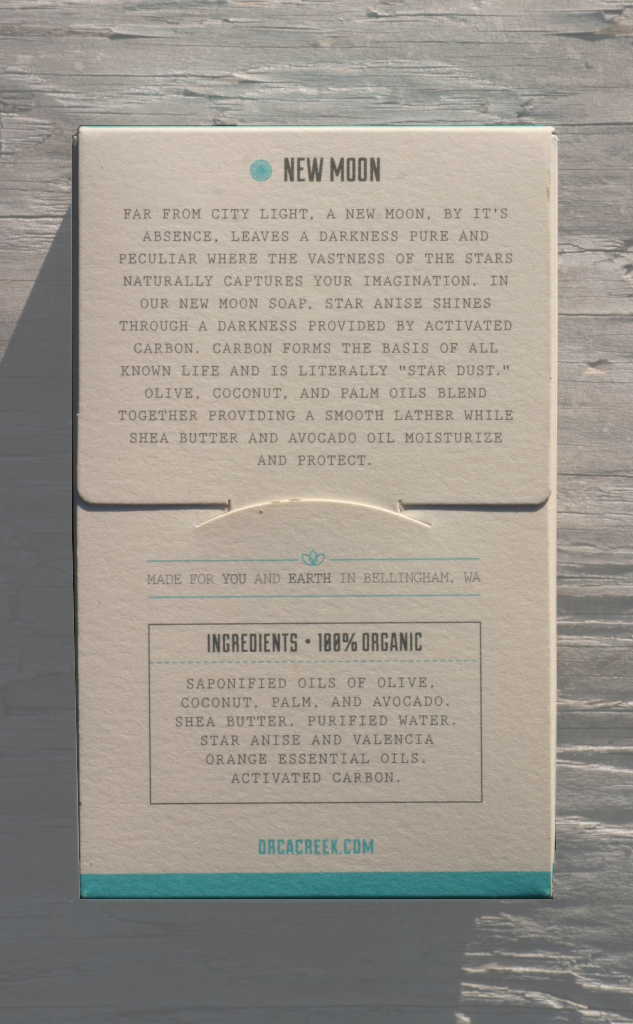 NEW MOON
FAR FROM CITY LIGHT, A NEW MOON, BY IT'S
ABSENCE, LEAVES A DARKNESS PURE AND
PECULIAR WHERE THE VASTNESS OF THE STARS
NATURALLY CAPTURES YOUR IMAGINATION. IN
OUR NEW MOON SOAP, STAR ANISE SHINES
THROUGH A DARKNESS PROVIDED BY ACTIVATED
CARBON. CARBON FORMS THE BASIS OF ALL
KNOWN LIFE AND IS LITERALLY "STAR DUST."
OLIVE, COCONUT, AND PALM OILS BLEND
TOGETHER PROVIDING A SMOOTH LATHER WHILE
SHEA BUTTER AND AVOCADO OIL MOISTURIZE
AND PROTECT.
MADE FOR YOU AND EARTH IN BELLINGHAM, WA
INGREDIENTS • 100% ORGANIC
SAPONIFIED OILS OF OLIVE,
COCONUT, PALM, AND AVOCADO.
SHEA BUTTER. PURIFIED WATER.
STAR ANISE AND VALENCIA
ORANGE ESSENTIAL OILS.
ACTIVATED CARBON.
ORCACREEK.COM